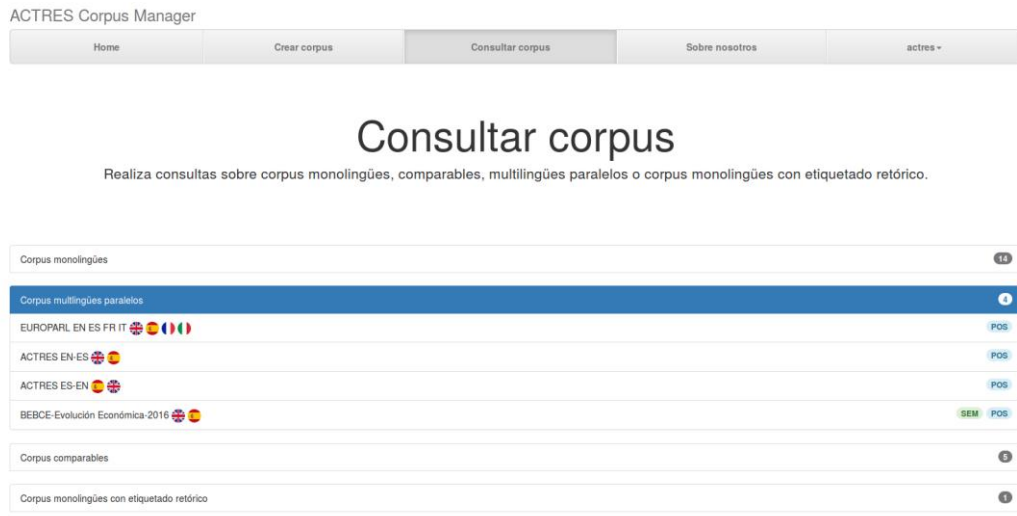 ACTRES Corpus Manager
Home Crear corpus Consultar corpus Sobre nosotros actres
Consultar corpus
Realiza consultas sobre corpus monolingües, comparables, multilingües paralelos o corpus monolingües con etiquetado retórico.
Corpus monolingües 14
Corpus multlingües paralelos 4
EUROPARL EN ES FR IT POS
ACTRES EN-ES POS
ACTRES ES-EN POS
BEBCE-Evolución Económica-2016 SEM POS
Corpus comparables 5
Corpus monolingües con etiquetado retórico 1